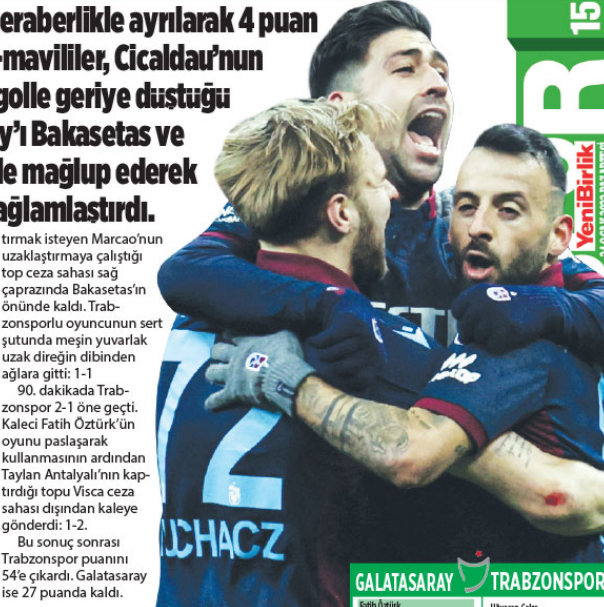 eraberlikle ayrılarak 4 puan
-mavililer, Cicaldau'nun
golle geriye düştüğü
y'ı Bakasetas ve
le mağlup ederek
ağlamlaştırdı.
tırmak isteyen Marcao'nun
uzaklaştırmaya çalıştığı
top ceza sahası sağ
çaprazında Bakasetas'ın
önünde kaldı. Trab-
zonsporlu oyuncunun sert
şutunda meşin yuvarlak
uzak direğin dibinden
ağlara gitti: 1-1
90. dakikada Trab-
zonspor 2-1 öne geçti.
Kaleci Fatih Öztürk'ün
oyunu paslaşarak
kullanmasının ardından
Taylan Antalyalı'nın kap-
tırdığı topu Visca ceza
sahası dışından kaleye
gönderdi: 1-2.
Bu sonuç sonrası
Trabzonspor puanını
54'e çıkardı. Galatasaray
ise 27 puanda kaldı.
15
R
YeniBirlik
72
UCHACZ
GALATASARAY TRABZONSPOR
Fatih Öztürk